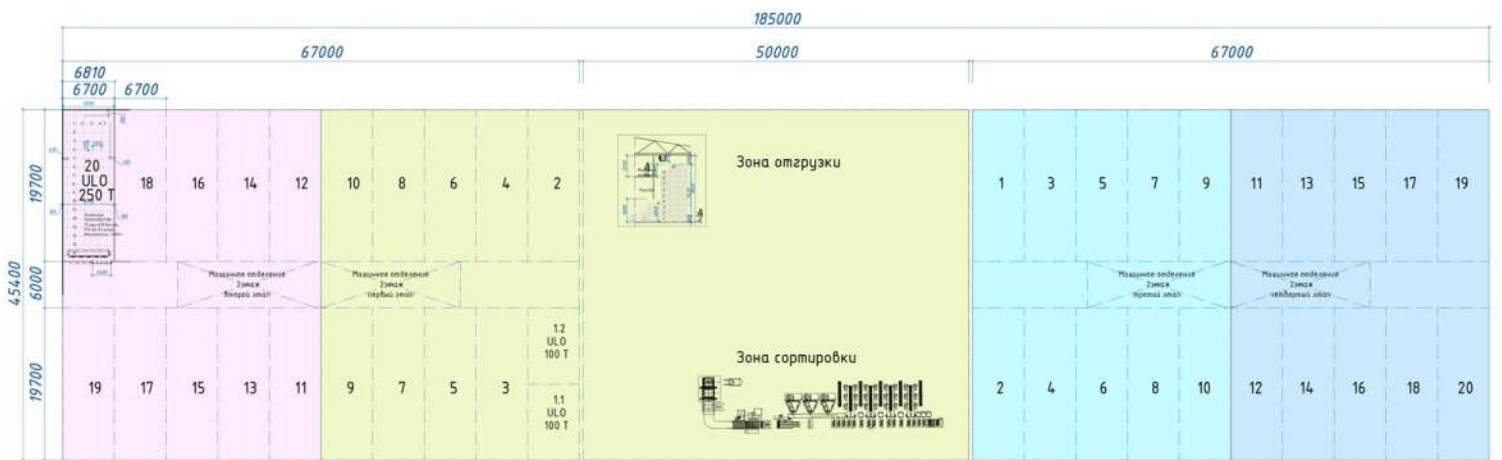 185000
67000
50000
67000
6810
6700
6700
45400
19700
6000
19700
20
ULO
250 T
18
16
14
12
10
8
6
4
2
Зона отгрузки
1
3
5
7
9
11
13
15
17
19
Машинное отделение
2этаж
второй этап
Машинное отделение
2этаж
первый этап
Машинное отделение
2этаж
третий этап
Машинное отделение
2этаж
четвертый этап
19
17
15
13
11
9
7
5
3
1.2
ULO
100 T
1.1
ULO
100 T
Зона сортировки
2
4
6
8
10
12
14
16
18
20